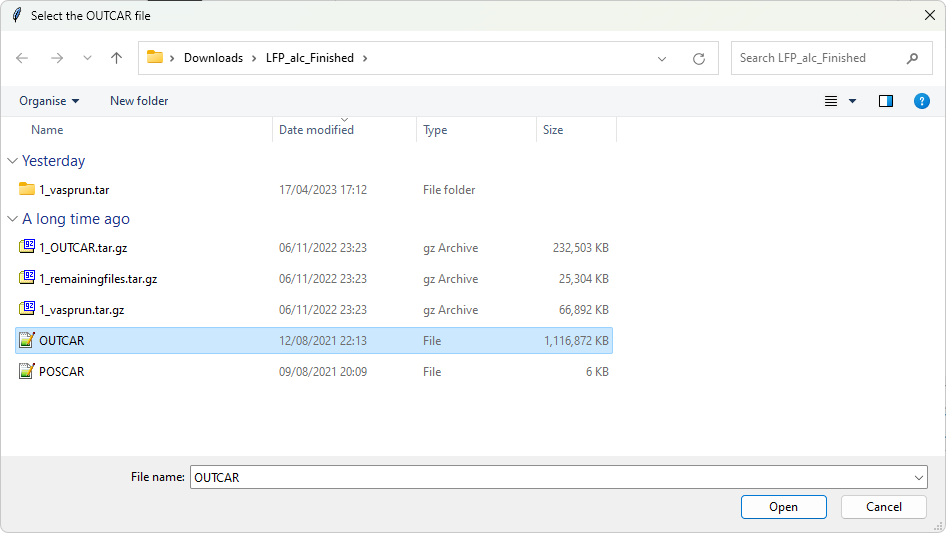 Select the OUTCAR file
Downloads LFP_alc_Finished
Search LFP_alc_Finished
Organise New folder
Name Date modified Type Size
Yesterday
1_vasprun.tar 17/04/2023 17:12 File folder
A long time ago
1_OUTCAR.tar.gz 06/11/2022 23:23 gz Archive 232,503 KB
1_remainingfiles.tar.gz 06/11/2022 23:23 gz Archive 25,304 KB
1_vasprun.tar.gz 06/11/2022 23:23 gz Archive 66,892 KB
OUTCAR 12/08/2021 22:13 File 1,116,872 KB
POSCAR 09/08/2021 20:09 File 6 KB
File name: OUTCAR
Open Cancel